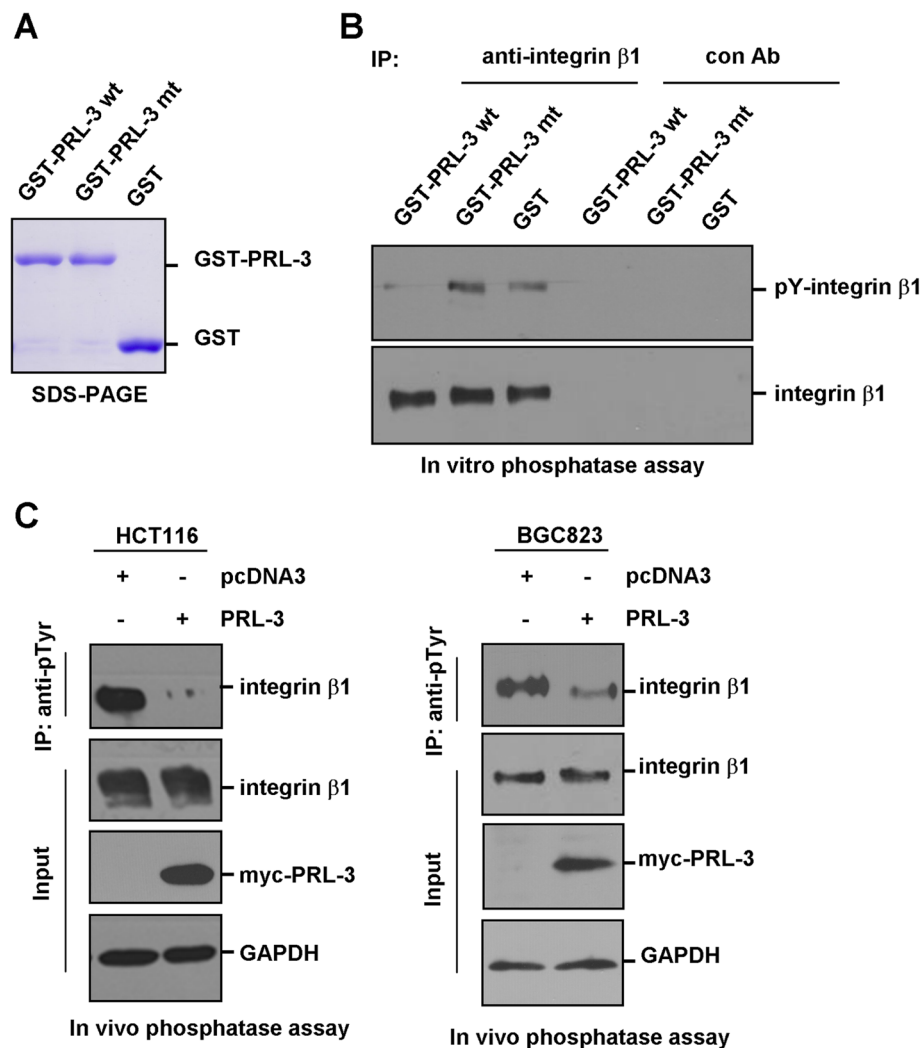 A
GST-PRL-3 wt
GST-PRL-3 mt
GST
GST-PRL-3
GST
SDS-PAGE
B
IP:
anti-integrin β1
con Ab
GST-PRL-3 wt
GST-PRL-3 mt
GST
GST-PRL-3 wt
GST-PRL-3 mt
GST
pY-integrin β1
integrin β1
In vitro phosphatase assay
C
HCT116
+ - pcDNA3
- + PRL-3
IP: anti-pTyr
integrin β1
Input
integrin β1
myc-PRL-3
GAPDH
In vivo phosphatase assay
BGC823
+ - pcDNA3
- + PRL-3
IP: anti-pTyr
integrin β1
Input
integrin β1
myc-PRL-3
GAPDH
In vivo phosphatase assay